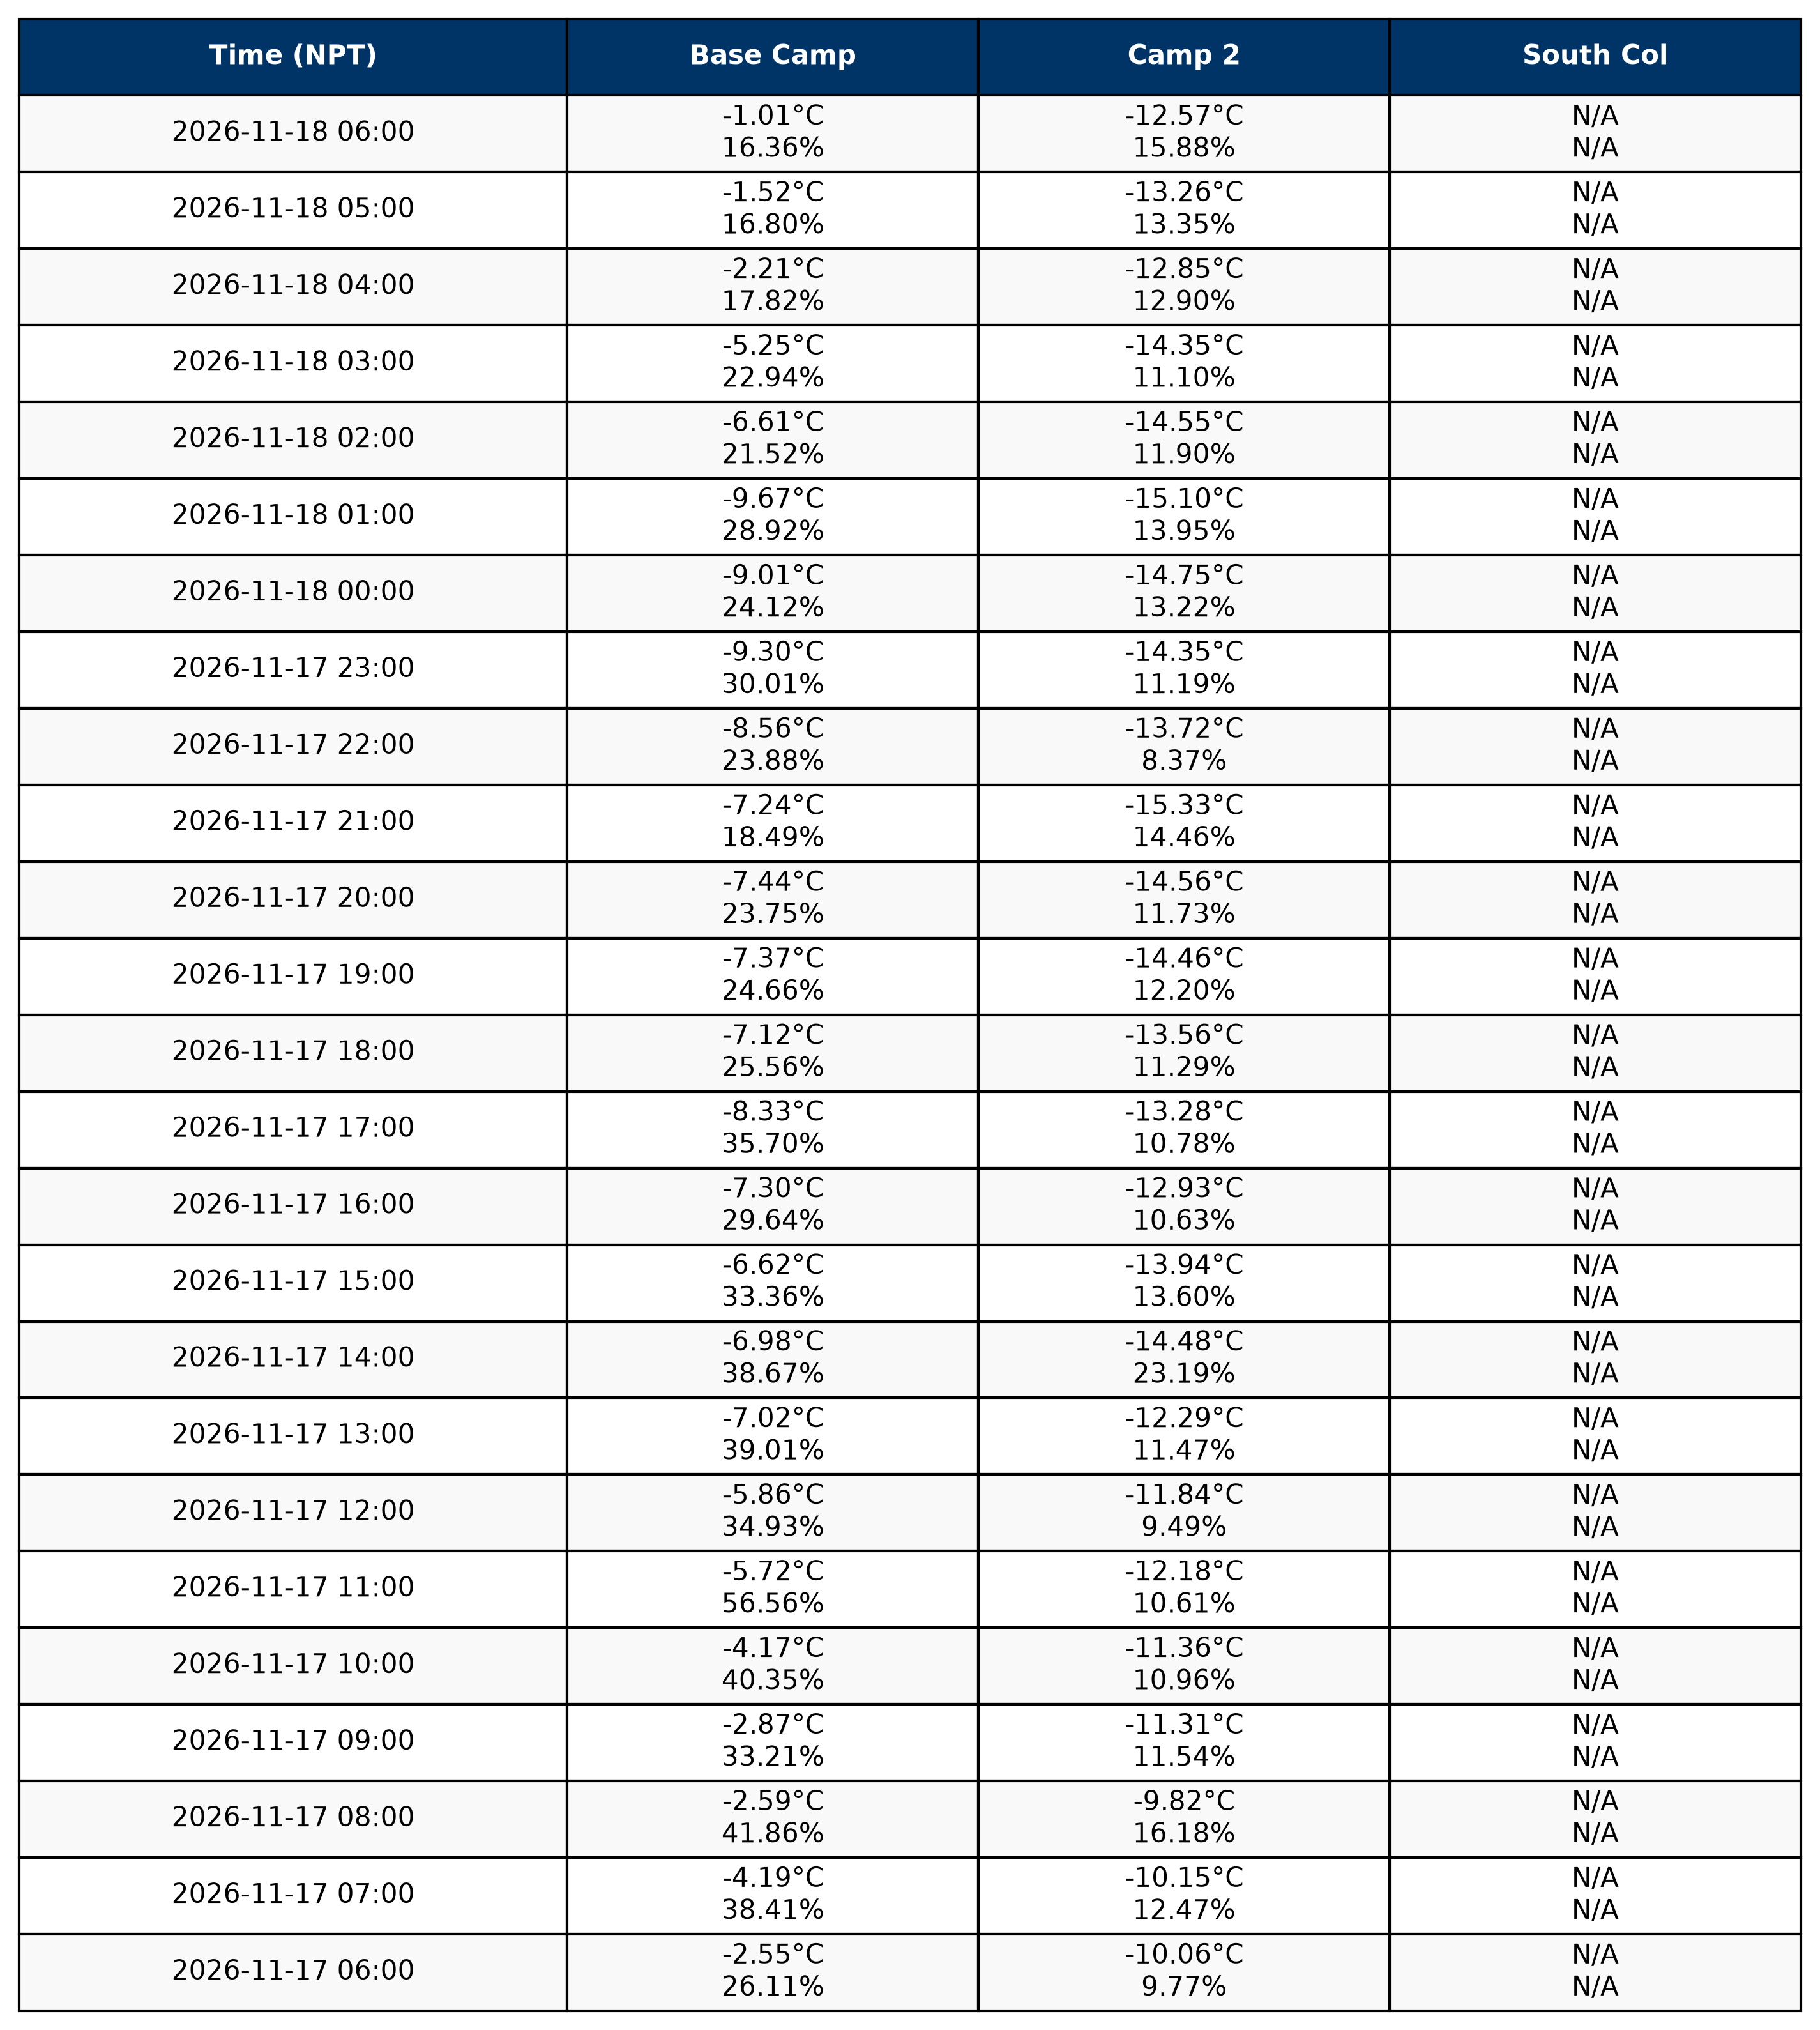 Time (NPT) Base Camp Camp 2 South Col
2026-11-18 06:00 -1.01°C -12.57°C N/A
16.36% 15.88% N/A
2026-11-18 05:00 -1.52°C -13.26°C N/A
16.80% 13.35% N/A
2026-11-18 04:00 -2.21°C -12.85°C N/A
17.82% 12.90% N/A
2026-11-18 03:00 -5.25°C -14.35°C N/A
22.94% 11.10% N/A
2026-11-18 02:00 -6.61°C -14.55°C N/A
21.52% 11.90% N/A
2026-11-18 01:00 -9.67°C -15.10°C N/A
28.92% 13.95% N/A
2026-11-18 00:00 -9.01°C -14.75°C N/A
24.12% 13.22% N/A
2026-11-17 23:00 -9.30°C -14.35°C N/A
30.01% 11.19% N/A
2026-11-17 22:00 -8.56°C -13.72°C N/A
23.88% 8.37% N/A
2026-11-17 21:00 -7.24°C -15.33°C N/A
18.49% 14.46% N/A
2026-11-17 20:00 -7.44°C -14.56°C N/A
23.75% 11.73% N/A
2026-11-17 19:00 -7.37°C -14.46°C N/A
24.66% 12.20% N/A
2026-11-17 18:00 -7.12°C -13.56°C N/A
25.56% 11.29% N/A
2026-11-17 17:00 -8.33°C -13.28°C N/A
35.70% 10.78% N/A
2026-11-17 16:00 -7.30°C -12.93°C N/A
29.64% 10.63% N/A
2026-11-17 15:00 -6.62°C -13.94°C N/A
33.36% 13.60% N/A
2026-11-17 14:00 -6.98°C -14.48°C N/A
38.67% 23.19% N/A
2026-11-17 13:00 -7.02°C -12.29°C N/A
39.01% 11.47% N/A
2026-11-17 12:00 -5.86°C -11.84°C N/A
34.93% 9.49% N/A
2026-11-17 11:00 -5.72°C -12.18°C N/A
56.56% 10.61% N/A
2026-11-17 10:00 -4.17°C -11.36°C N/A
40.35% 10.96% N/A
2026-11-17 09:00 -2.87°C -11.31°C N/A
33.21% 11.54% N/A
2026-11-17 08:00 -2.59°C -9.82°C N/A
41.86% 16.18% N/A
2026-11-17 07:00 -4.19°C -10.15°C N/A
38.41% 12.47% N/A
2026-11-17 06:00 -2.55°C -10.06°C N/A
26.11% 9.77% N/A